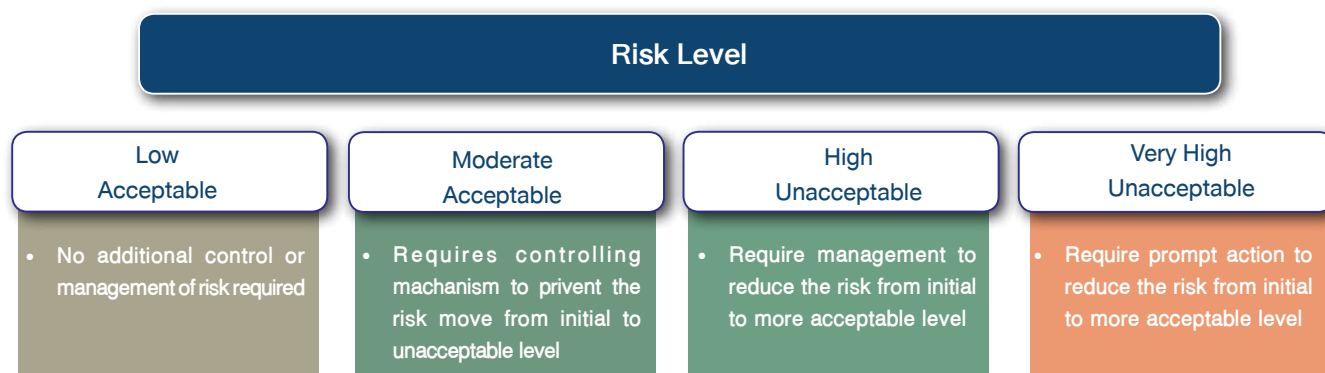 Risk Level
Low
Acceptable
• No additional control or
management of risk required
Moderate
Acceptable
• Requires controlling
machanism to privent the
risk move from initial to
unacceptable level
High
Unacceptable
• Require management to
reduce the risk from initial
to more acceptable level
Very High
Unacceptable
• Require prompt action to
reduce the risk from initial
to more acceptable level